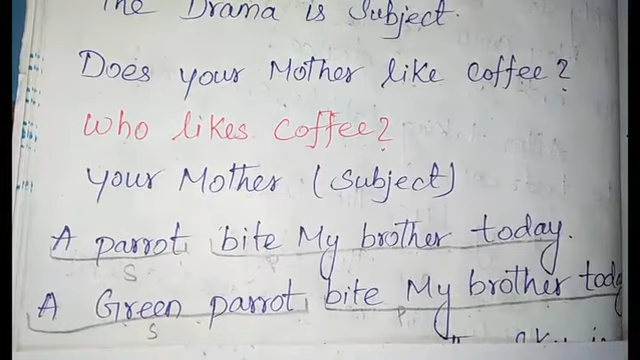 The Drama is Subject.
Does your Mother like coffee?
Who likes Coffee?
Your Mother (Subject)
A parrot bite My brother today.
S P
A Green parrot bite My brother
S P